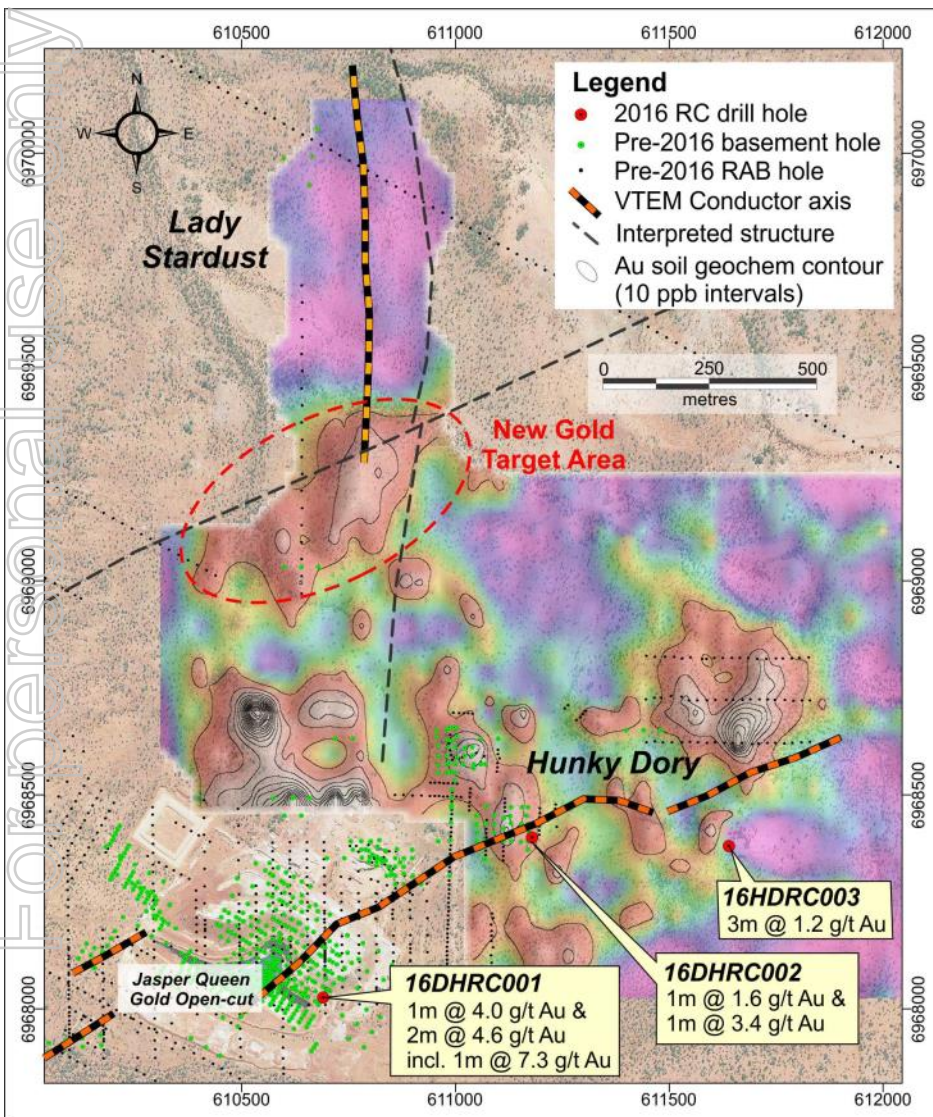 For personal use only
610500
611000
611500
612000
N
W
E
S
6970000
6969500
6969000
6968500
6968000
6970000
6969500
6969000
6968500
6968000
Legend
2016 RC drill hole
Pre-2016 basement hole
Pre-2016 RAB hole
VTEM Conductor axis
Interpreted structure
Au soil geochem contour
(10 ppb intervals)
Lady
Stardust
0
250
500
metres
New Gold
Target Area
Hunky Dory
16HDRC003
3m @ 1.2 g/t Au
16DHRC002
1m @ 1.6 g/t Au &
1m @ 3.4 g/t Au
16DHRC001
1m @ 4.0 g/t Au &
2m @ 4.6 g/t Au
incl. 1m @ 7.3 g/t Au
Jasper Queen
Gold Open-cut
610500
611000
611500
612000